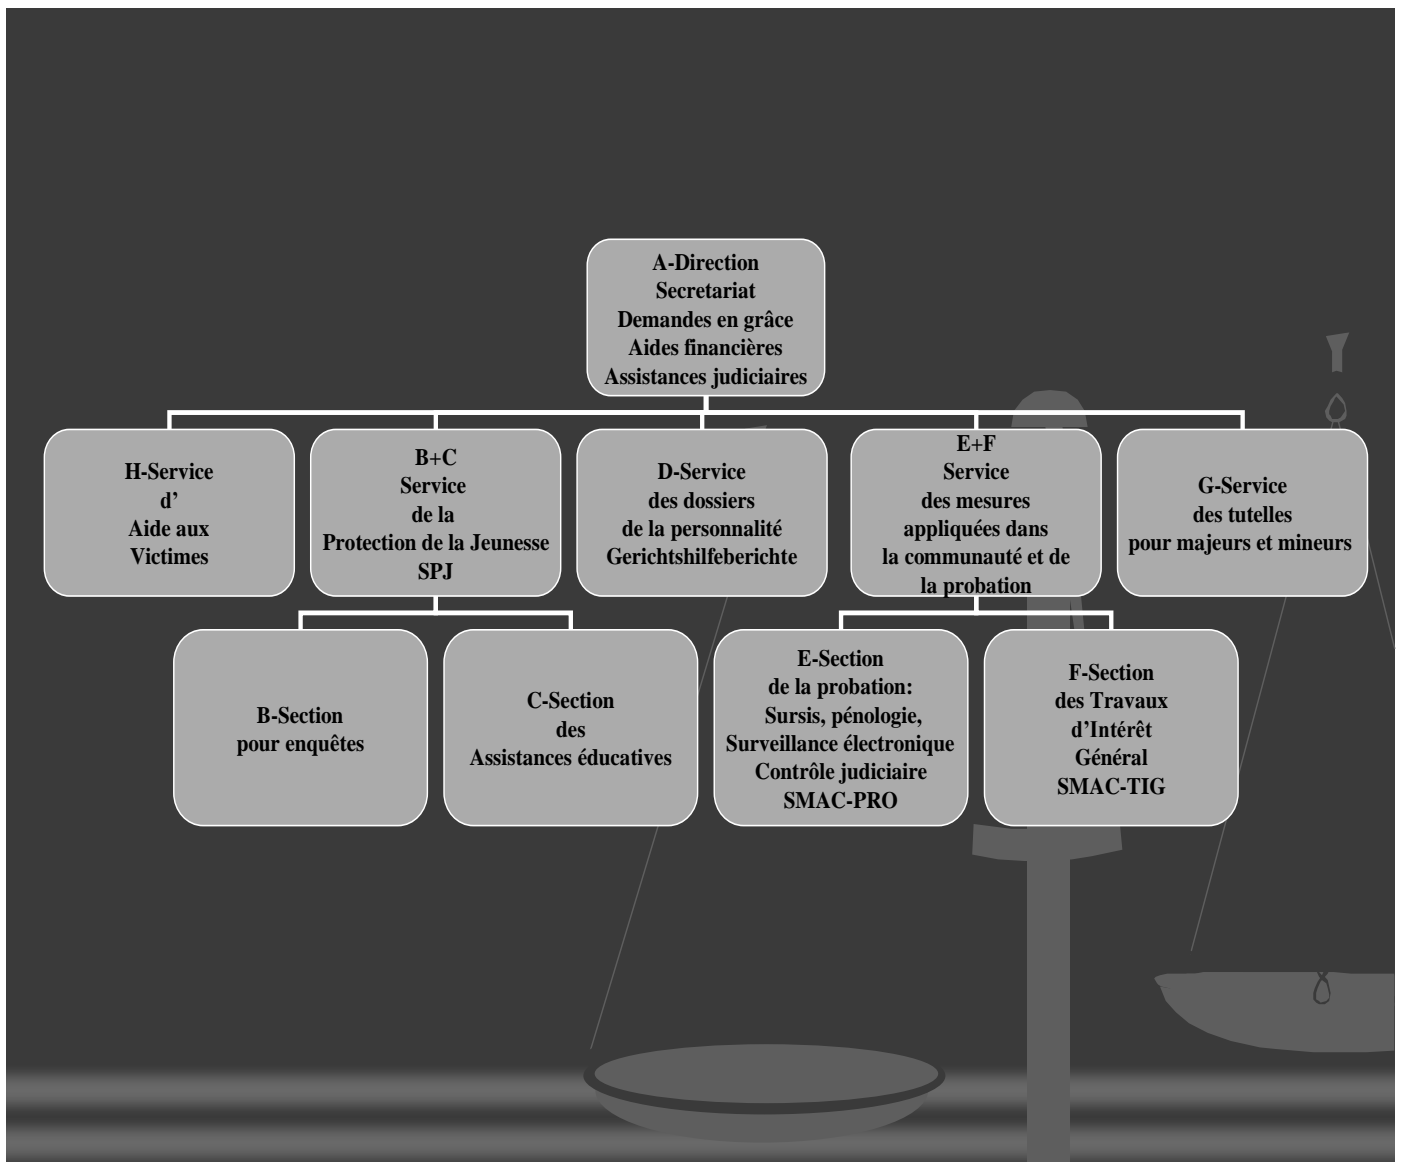 A-Direction
Secretariat
Demandes en grâce
Aides financières
Assistances judiciaires
H-Service
d’
Aide aux
Victimes
B+C
Service
de la
Protection de la Jeunesse
SPJ
D-Service
des dossiers
de la personnalité
Gerichtshilfeberichte
E+F
Service
des mesures
appliquées dans
la communauté et de
la probation
G-Service
des tutelles
pour majeurs et mineurs
B-Section
pour enquêtes
C-Section
des
Assistances éducatives
E-Section
de la probation:
Sursis, pénologie,
Surveillance électronique
Contrôle judiciaire
SMAC-PRO
F-Section
des Travaux
d’Intérêt
Général
SMAC-TIG